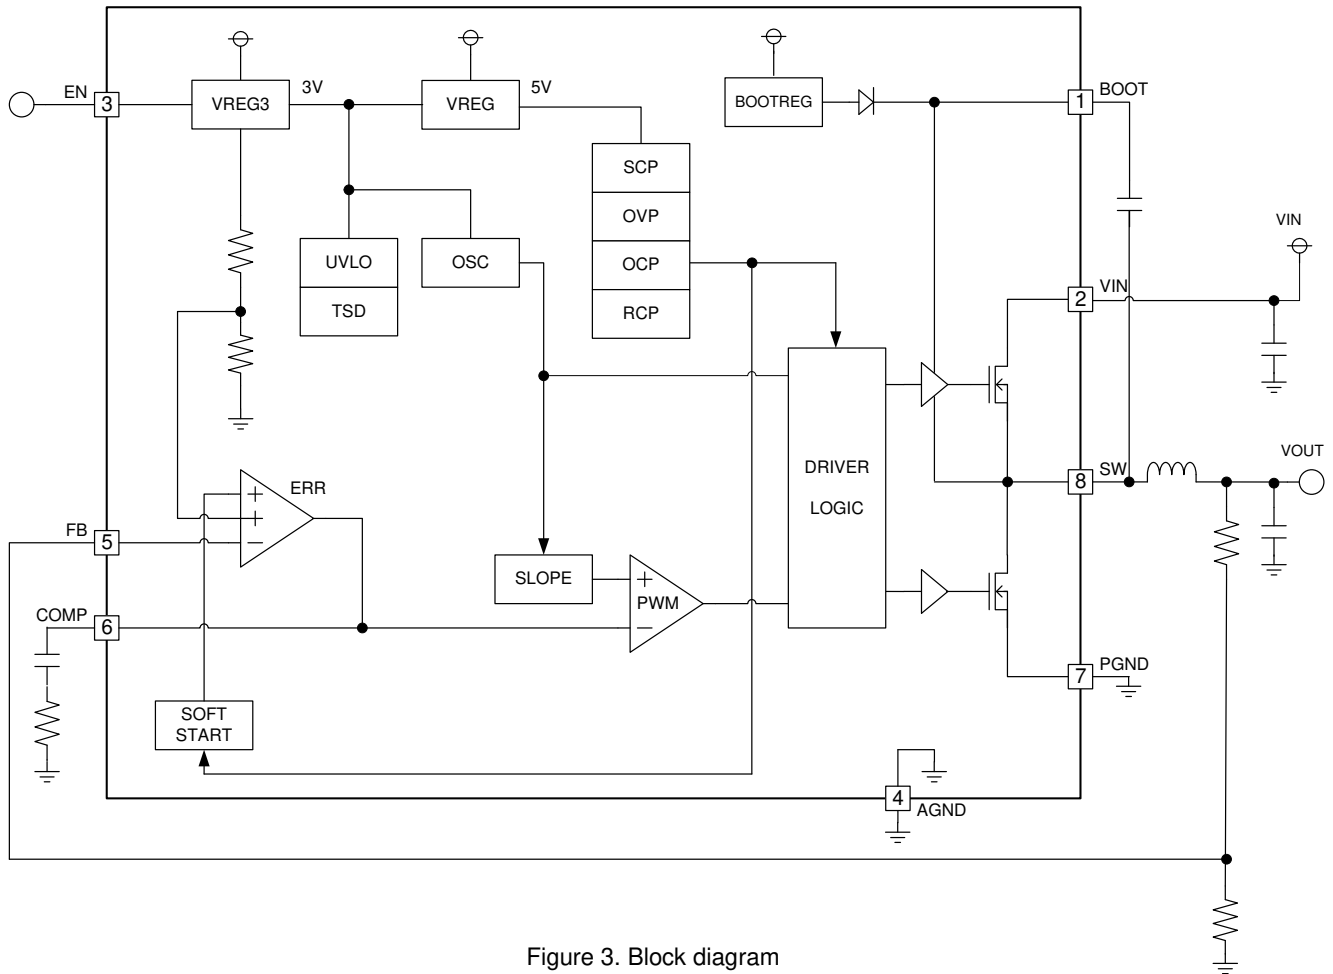 EN
3
VREG3
3V
VREG
5V
BOOTREG
1
BOOT
SCP
OVP
OCP
RCP
UVLO
TSD
OSC
VIN
2
VIN
DRIVER
LOGIC
8
SW
VOUT
ERR
+
+
−
FB
5
SLOPE
+
PWM
−
COMP
6
7
PGND
SOFT
START
4
AGND
Figure 3. Block diagram